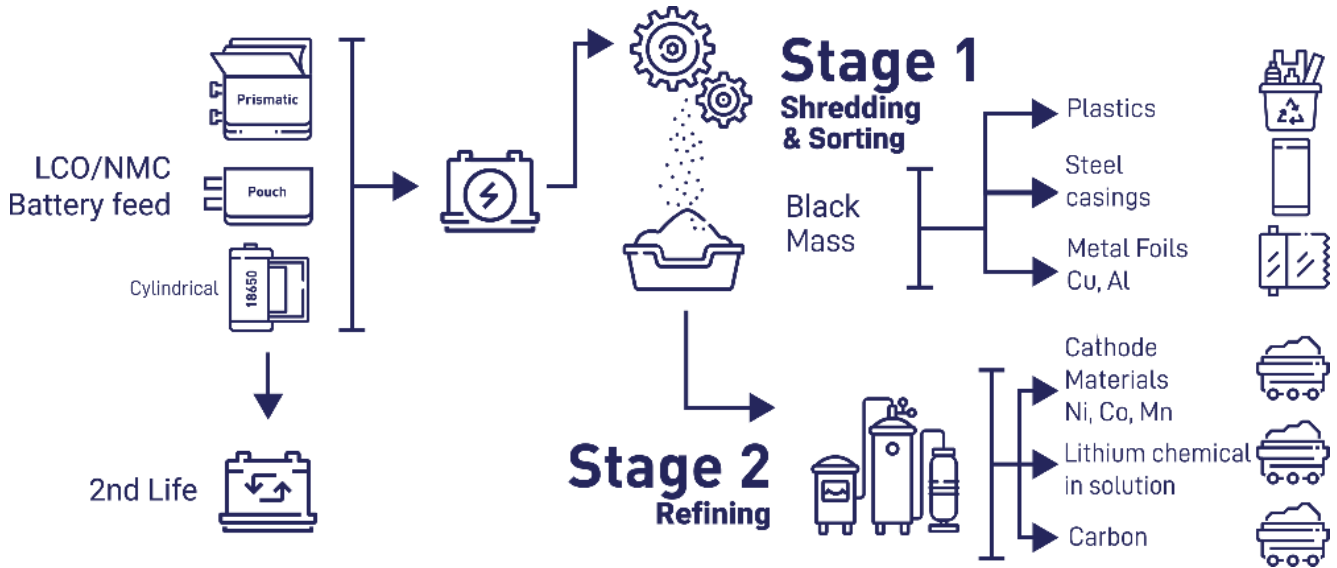 Prismatic
LCO/NMC
Battery feed
Pouch
Cylindrical
18650
2nd Life
Stage 1
Shredding
& Sorting
Black
Mass
Plastics
Steel
casings
Metal Foils
Cu, Al
Stage 2
Refining
Cathode
Materials
Ni, Co, Mn
Lithium chemical
in solution
Carbon